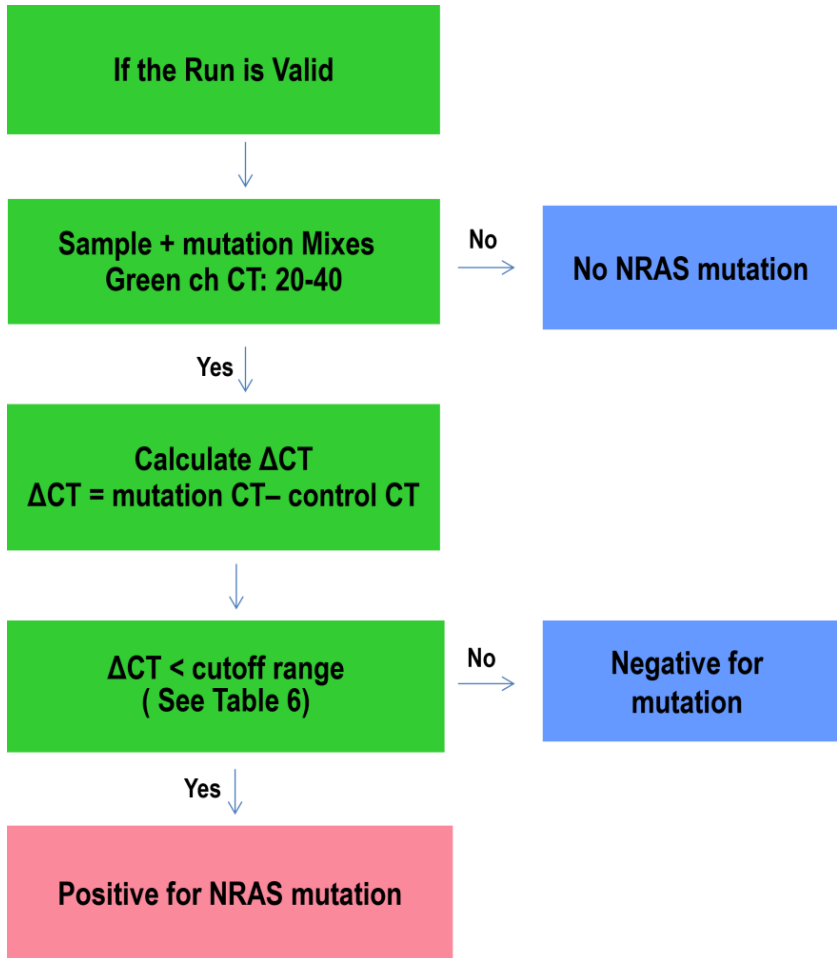 If the Run is Valid
Sample + mutation Mixes
Green ch CT: 20-40
No
No NRAS mutation
Yes
Calculate ΔCT
ΔCT = mutation CT– control CT
ΔCT < cutoff range
( See Table 6)
No
Negative for
mutation
Yes
Positive for NRAS mutation